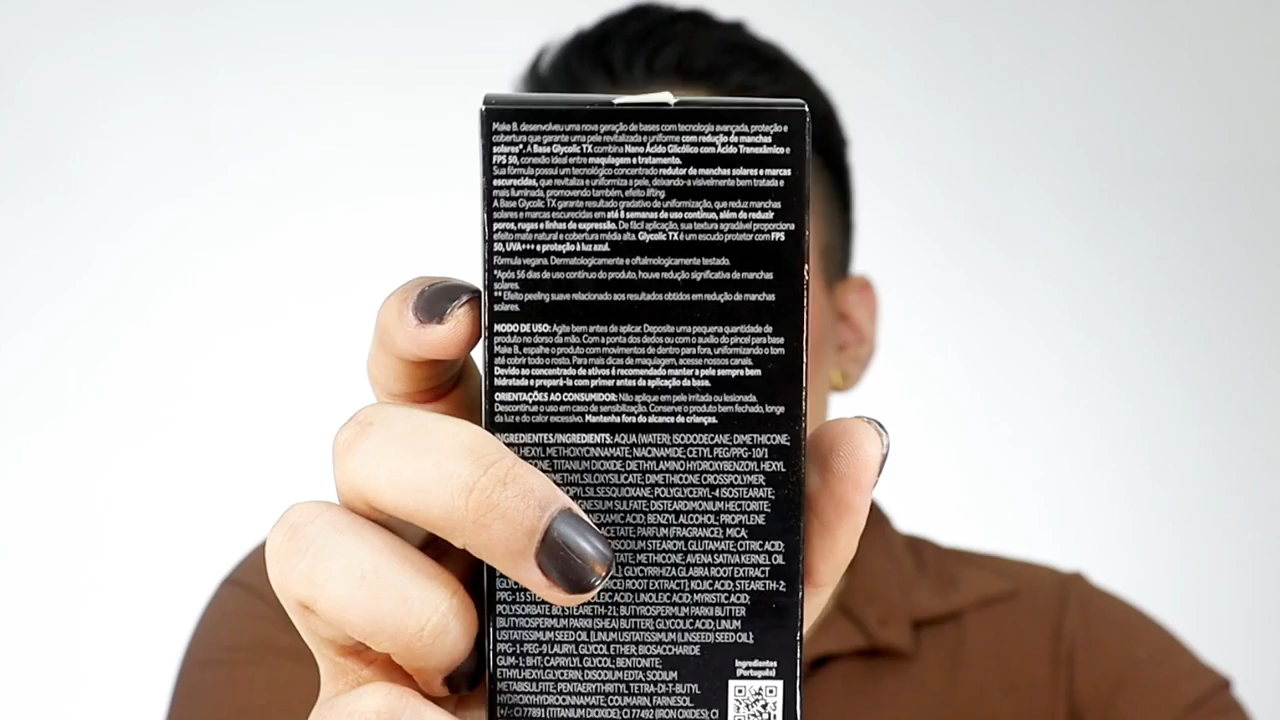 Make B. desenvolveu uma nova geração de bases com tecnologia avançada, proteção e
cobertura que garante uma pele revitalizada e uniforme com redução de manchas
solares*. A Base Glycolic TX combina Nano Ácido Glicólico com Ácido Tranexâmico e
FPS 50, conexão ideal entre maquiagem e tratamento.
Sua fórmula possui um tecnológico concentrado redutor de manchas solares e marcas
escurecidas, que revitaliza e uniformiza a pele, deixando-a visivelmente bem tratada e
mais iluminada, promovendo também, efeito lifting.
A Base Glycolic TX garante resultado gradativo de uniformização, que reduz manchas
solares e marcas escurecidas em até 8 semanas de uso contínuo, além de reduzir
poros, rugas e linhas de expressão. De fácil aplicação, sua textura agradável proporciona
efeito mate natural e cobertura média alta. Glycolic TX é um escudo protetor com FPS
50, UVA+++ e proteção à luz azul.
Fórmula vegana. Dermatologicamente e oftalmologicamente testado.
*Após 56 dias de uso contínuo do produto, houve redução significativa de manchas
solares.
** Efeito peeling suave relacionado aos resultados obtidos em redução de manchas
solares.
MODO DE USO: Agite bem antes de aplicar. Deposite uma pequena quantidade de
produto no dorso da mão. Com a ponta dos dedos ou com o auxílio do pincel para base
Make B., espalhe o produto com movimentos de dentro para fora, uniformizando o tom
até cobrir todo o rosto. Para mais dicas de maquiagem, acesse nossos canais.
Devido ao concentrado de ativos é recomendado manter a pele sempre bem
hidratada e prepará-la com primer antes da aplicação da base.
ORIENTAÇÕES AO CONSUMIDOR: Não aplique em pele irritada ou lesionada.
Descontinue o uso em caso de sensibilização. Conserve o produto bem fechado, longe
da luz e do calor excessivo. Mantenha fora do alcance de crianças.
INGREDIENTES/INGREDIENTS: AQUA (WATER); ISODODECANE; DIMETHICONE;
HEXYL METHOXYCINNAMATE; NIACINAMIDE; CETYL PEG/PPG-10/1
TITANIUM DIOXIDE; DIETHYLAMINO HYDROXYBENZOYL HEXYL
DIMETHICONE CROSSPOLYMER;
POLYGLYCERYL-4 ISOSTEARATE;
SULFATE; DISTEARDIMONIUM HECTORITE;
ACID; BENZYL ALCOHOL; PROPYLENE
PARFUM (FRAGRANCE); MICA;
STEAROYL GLUTAMATE; CITRIC ACID;
METHICONE; AVENA SATIVA KERNEL OIL
GLYCYRRHIZA GLABRA ROOT EXTRACT
ROOT EXTRACT]; KOJIC ACID; STEARETH-2;
PPG-15 LINOLEIC ACID; MYRISTIC ACID;
POLYSORBATE 80; STEARETH-21; BUTYROSPERMUM PARKII BUTTER
[BUTYROSPERMUM PARKII (SHEA) BUTTER]; GLYCOLIC ACID; LINUM
USITATISSIMUM SEED OIL [LINUM USITATISSIMUM (LINSEED) SEED OIL];
PPG-1-PEG-9 LAURYL GLYCOL ETHER; BIOSACCHARIDE
GUM-1; BHT; CAPRYLYL GLYCOL; BENTONITE;
ETHYLHEXYLGLYCERIN; DISODIUM EDTA; SODIUM
METABISULFITE; PENTAERYTHRITYL TETRA-DI-T-BUTYL
HYDROXYHYDROCINNAMATE; COUMARIN, FARNESOL.
(+/-: CI 77891 (TITANIUM DIOXIDE); CI 77492 (IRON OXIDES); CI
Ingredientes
(Português)